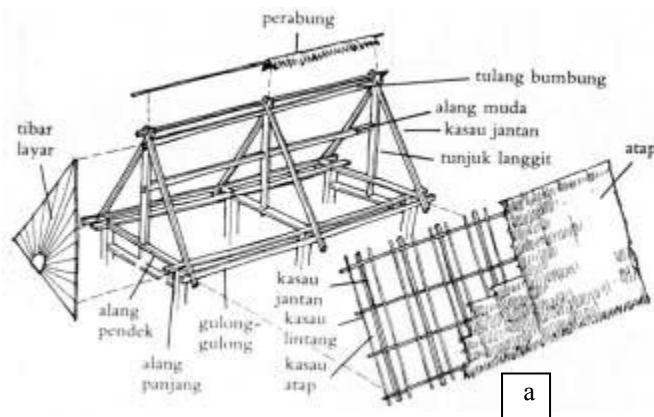 perabung
tulang bumbung
alang muda
kasau jantan
tunjuk langgit
atap
tibar
layar
alang
pendek
gulong-
gulong
alang
panjang
kasau
jantan
kasau
lintang
kasau
atap
a